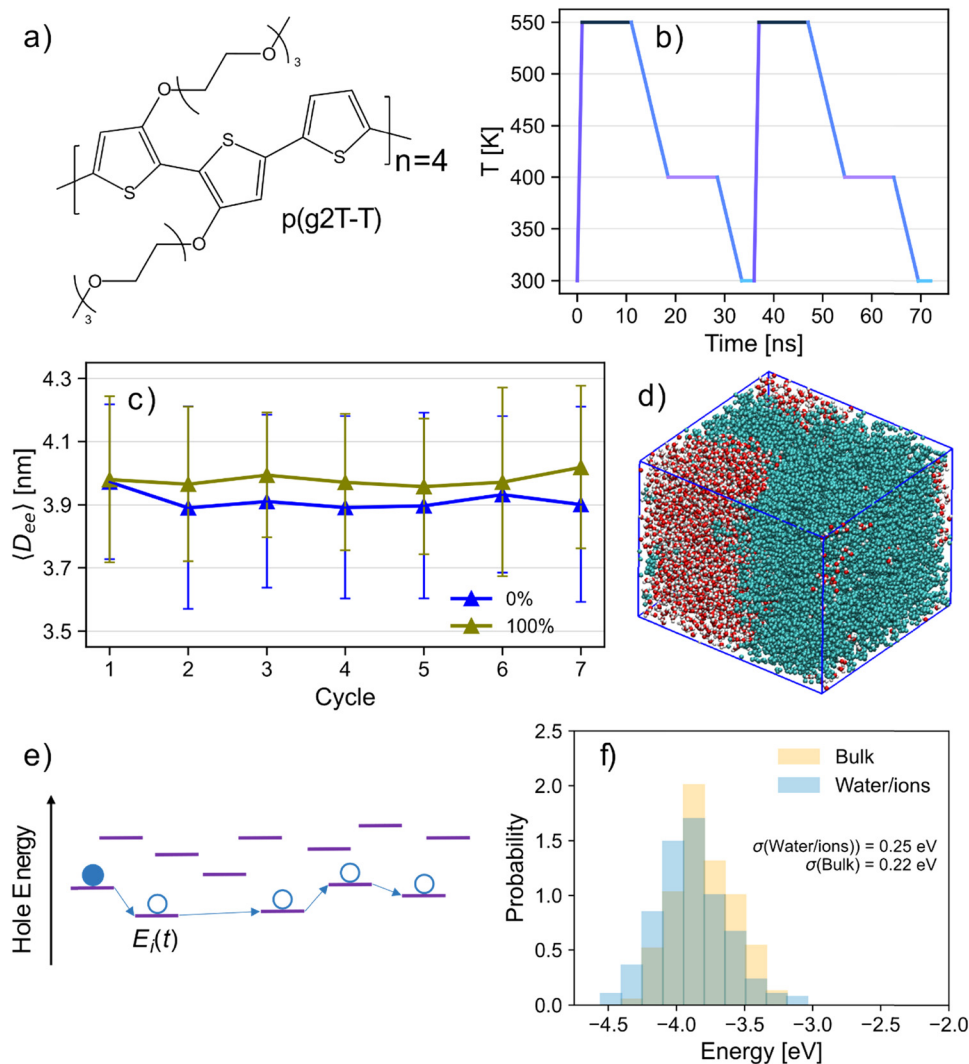 a)
O
3
O
S
S
S
n=4
O
p(g2T-T)
O
3
b)
T [K]
550
500
450
400
350
300
0 10 20 30 40 50 60 70
Time [ns]
c)
⟨Dee⟩ [nm]
4.3
4.1
3.9
3.7
3.5
0%
100%
1 2 3 4 5 6 7
Cycle
d)
e)
Hole Energy
Ei(t)
f)
Probability
2.5
2.0
1.5
1.0
0.5
0.0
Bulk
Water/ions
σ(Water/ions)) = 0.25 eV
σ(Bulk) = 0.22 eV
−4.5 −4.0 −3.5 −3.0 −2.5 −2.0
Energy [eV]